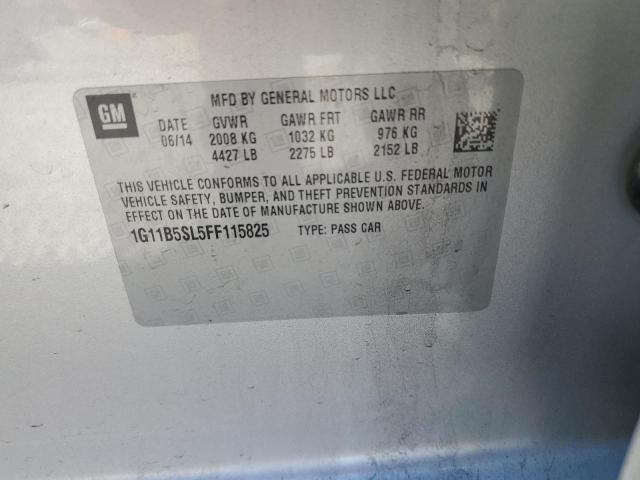 GM
MFD BY GENERAL MOTORS LLC
DATE GVWR GAWR FRT GAWR RR
06/14 2008 KG 1032 KG 976 KG
4427 LB 2275 LB 2152 LB
THIS VEHICLE CONFORMS TO ALL APPLICABLE U.S. FEDERAL MOTOR
VEHICLE SAFETY, BUMPER, AND THEFT PREVENTION STANDARDS IN
EFFECT ON THE DATE OF MANUFACTURE SHOWN ABOVE.
1G11B5SL5FF115825 TYPE: PASS CAR